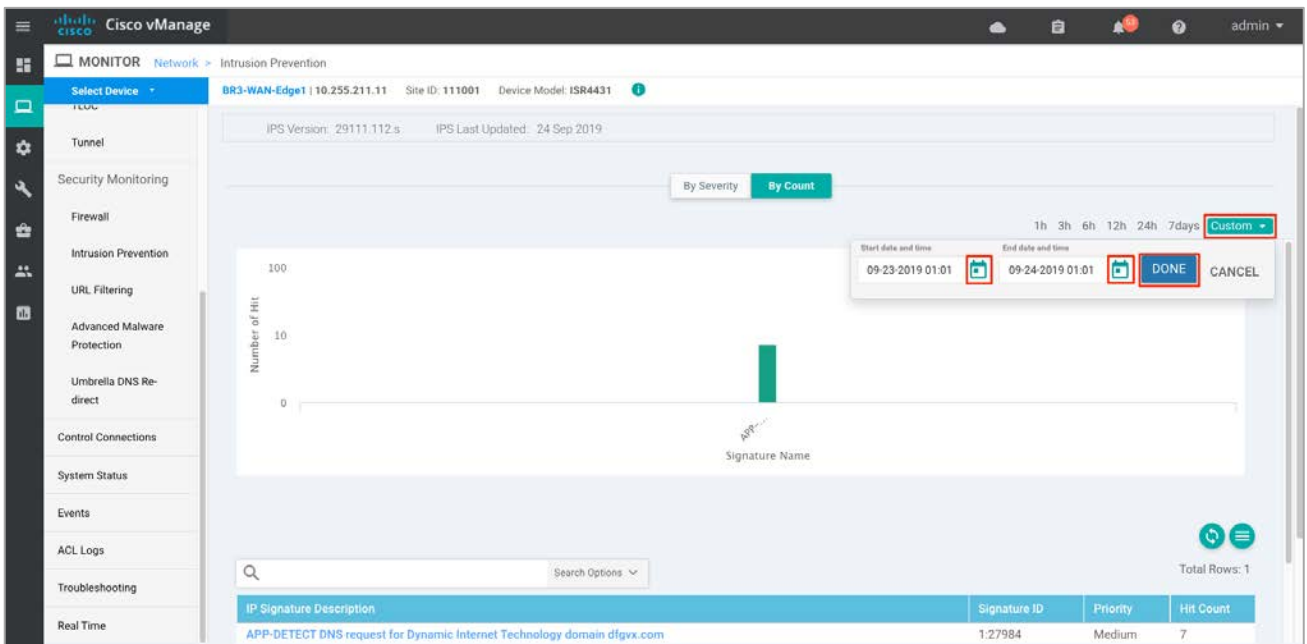 cisco Cisco vManage
53
admin
MONITOR Network > Intrusion Prevention
Select Device
BR3-WAN-Edge1 | 10.255.211.11 Site ID: 111001 Device Model: ISR4431
TLOC
Tunnel
Security Monitoring
Firewall
Intrusion Prevention
URL Filtering
Advanced Malware
Protection
Umbrella DNS Re-
direct
Control Connections
System Status
Events
ACL Logs
Troubleshooting
Real Time
IPS Version: 29111.112.s IPS Last Updated: 24 Sep 2019
By Severity By Count
1h 3h 6h 12h 24h 7days Custom
Start date and time End date and time
09-23-2019 01:01 09-24-2019 01:01 DONE CANCEL
100
10
0
Number of Hit
APP-...
Signature Name
Search Options
Total Rows: 1
IP Signature Description Signature ID Priority Hit Count
APP-DETECT DNS request for Dynamic Internet Technology domain dfgvx.com 1:27984 Medium 7